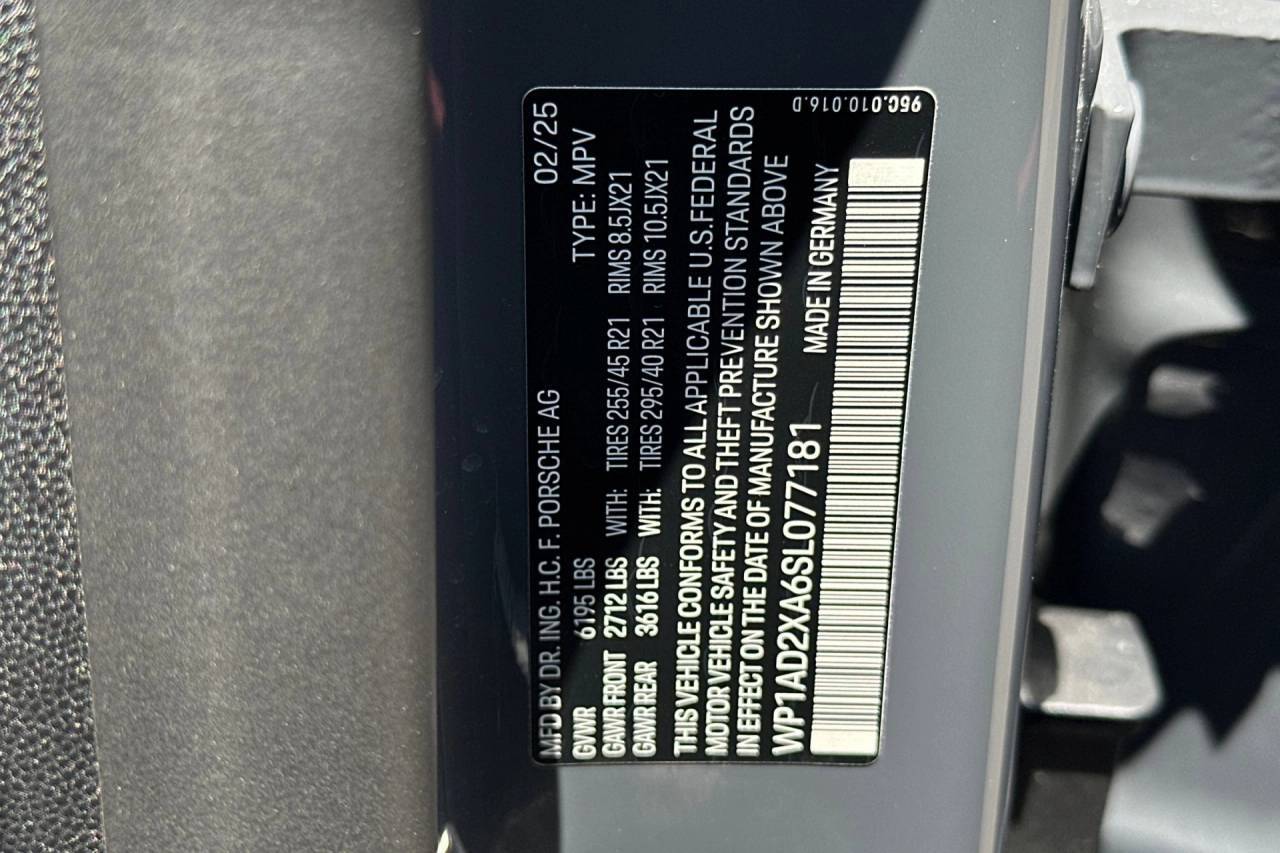 MFD BY DR. ING. H.C. F. PORSCHE AG 02/25
GVWR 6195 LBS TYPE: MPV
GAWR FRONT 2712 LBS WITH: TIRES 255/45 R21 RIMS 8.5JX21
GAWR REAR 3616 LBS WITH: TIRES 295/40 R21 RIMS 10.5JX21
THIS VEHICLE CONFORMS TO ALL APPLICABLE U.S.FEDERAL
MOTOR VEHICLE SAFETY AND THEFT PREVENTION STANDARDS
IN EFFECT ON THE DATE OF MANUFACTURE SHOWN ABOVE
WP1AD2XA6SL077181 MADE IN GERMANY
95C.010.016.D